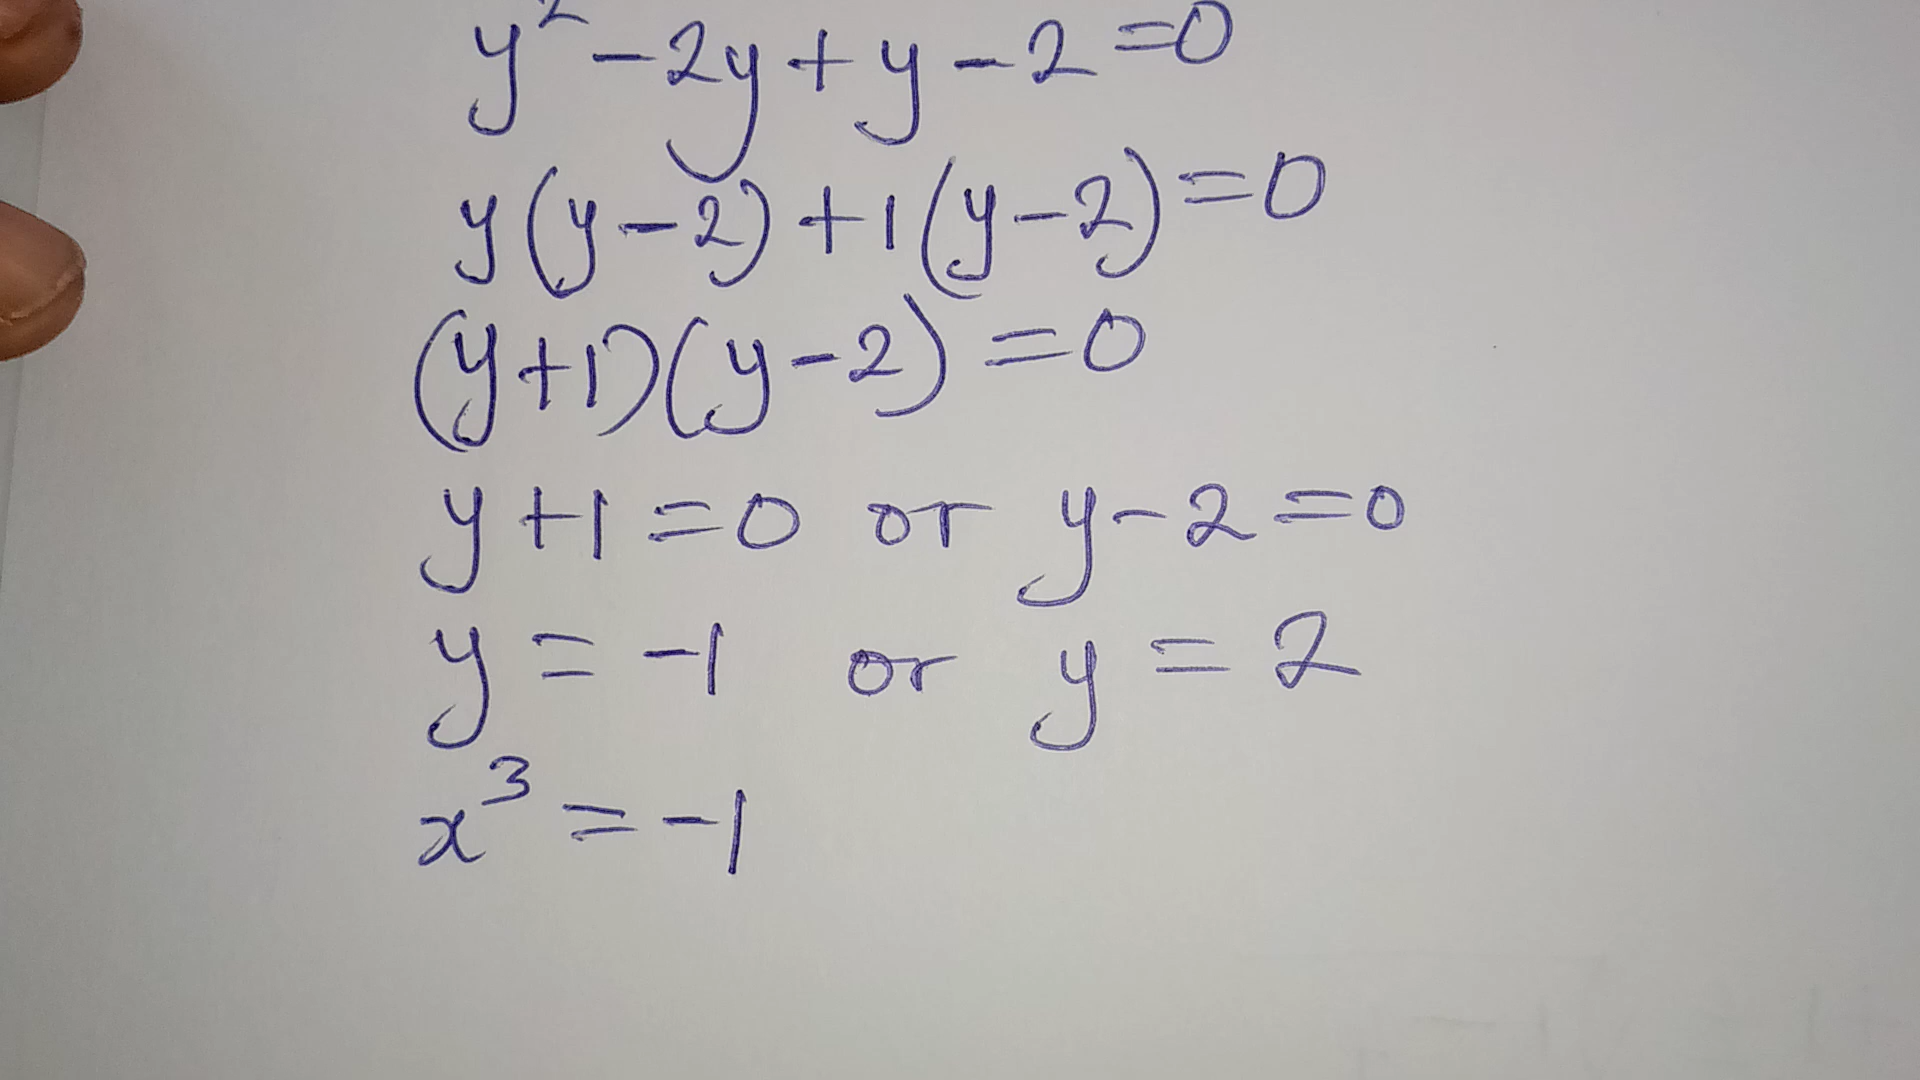 y² - 2y + y - 2 = 0
y(y - 2) + 1(y - 2) = 0
(y + 1)(y - 2) = 0
y + 1 = 0 or y - 2 = 0
y = -1 or y = 2
x³ = -1